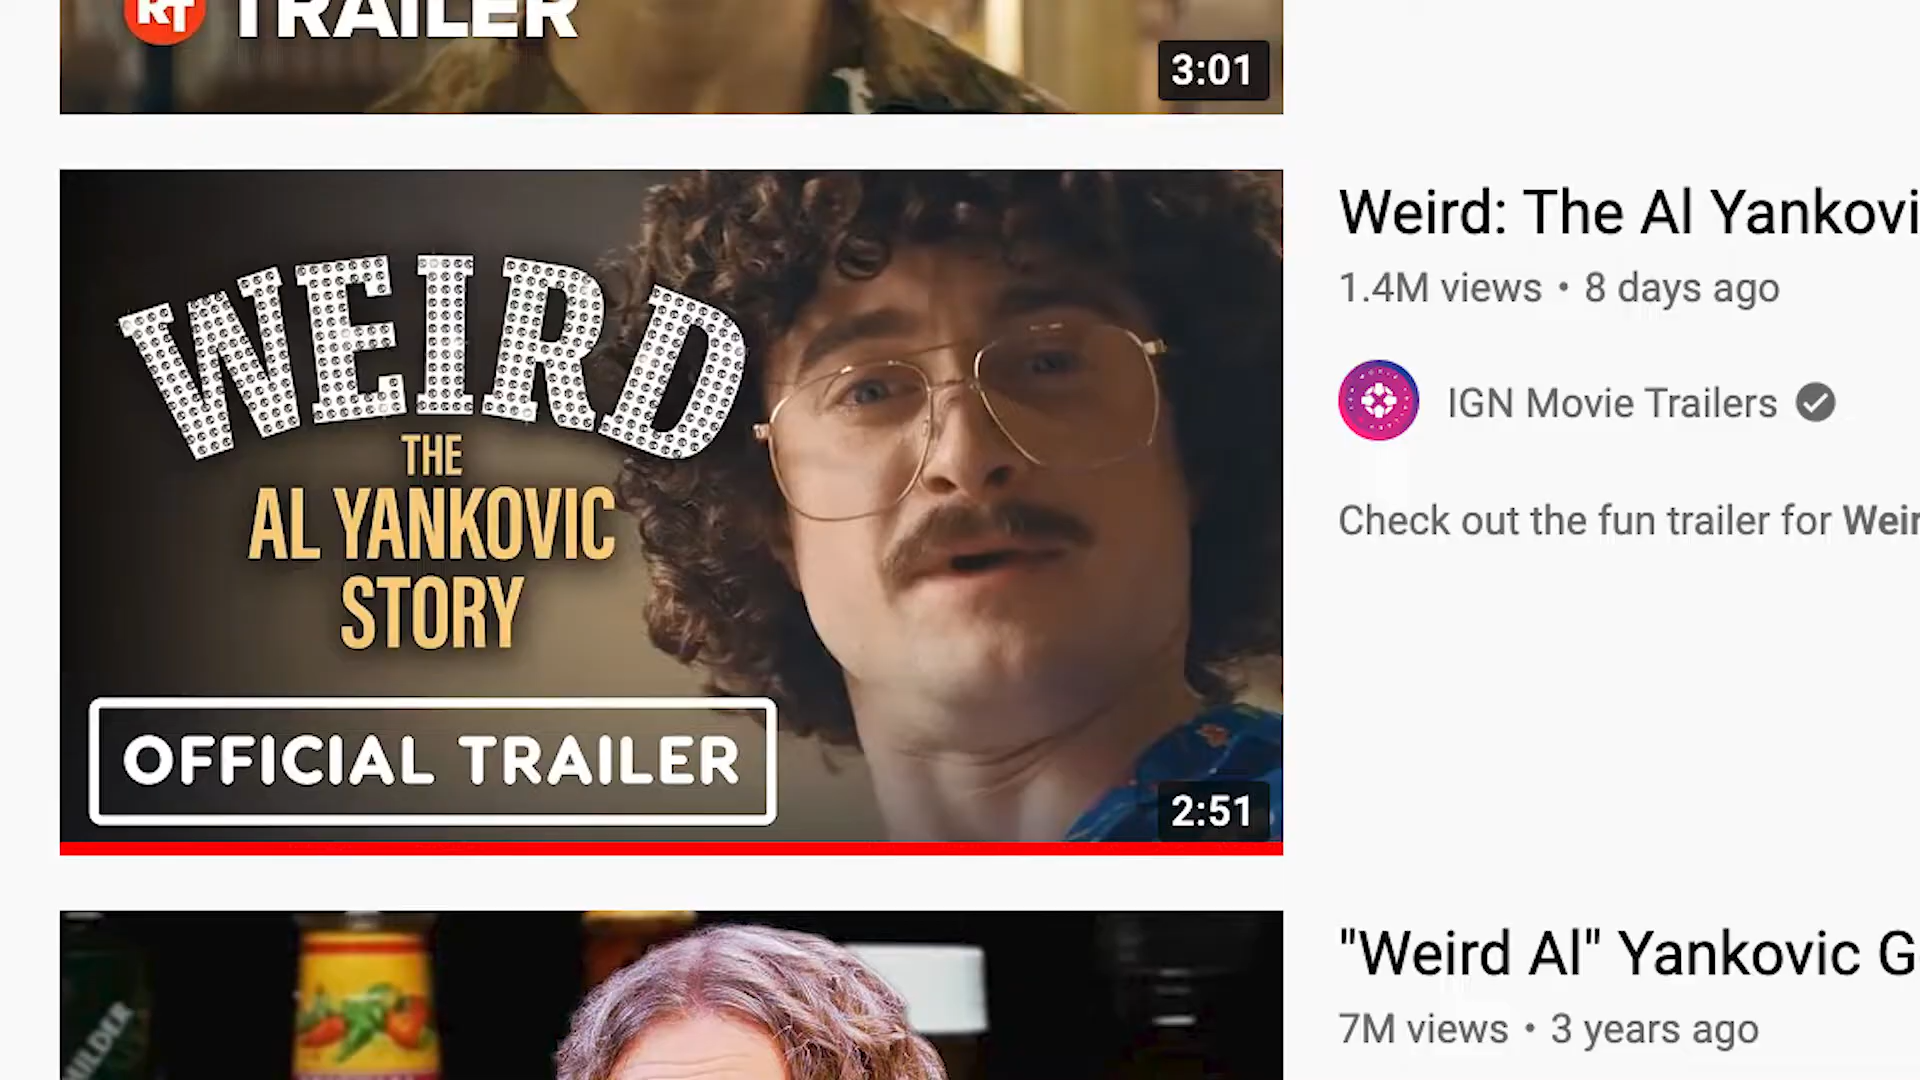 RT TRAILER
3:01
WEIRD
THE
AL YANKOVIC
STORY
OFFICIAL TRAILER
2:51
Weird: The Al Yankovi
1.4M views • 8 days ago
IGN Movie Trailers
Check out the fun trailer for Weir
"Weird Al" Yankovic G
7M views • 3 years ago